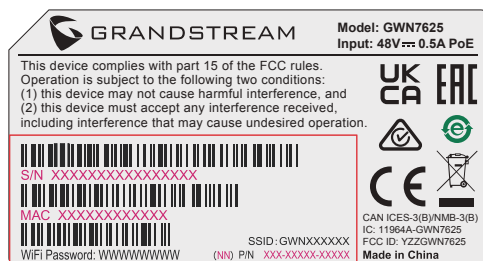 GRANDSTREAM
Model: GWN7625
Input: 48V⎓0.5A PoE
This device complies with part 15 of the FCC rules.
Operation is subject to the following two conditions:
(1) this device may not cause harmful interference, and
(2) this device must accept any interference received,
including interference that may cause undesired operation.
UK
CA
EAC
e
CE
S/N XXXXXXXXXXXXXXXX
MAC XXXXXXXXXXXX
SSID: GWNXXXXXX
WiFi Password: WWWWWWWW
(NN) P/N XXX-XXXXX-XXXXX
CAN ICES-3(B)/NMB-3(B)
IC: 11964A-GWN7625
FCC ID: YZZGWN7625
Made in China